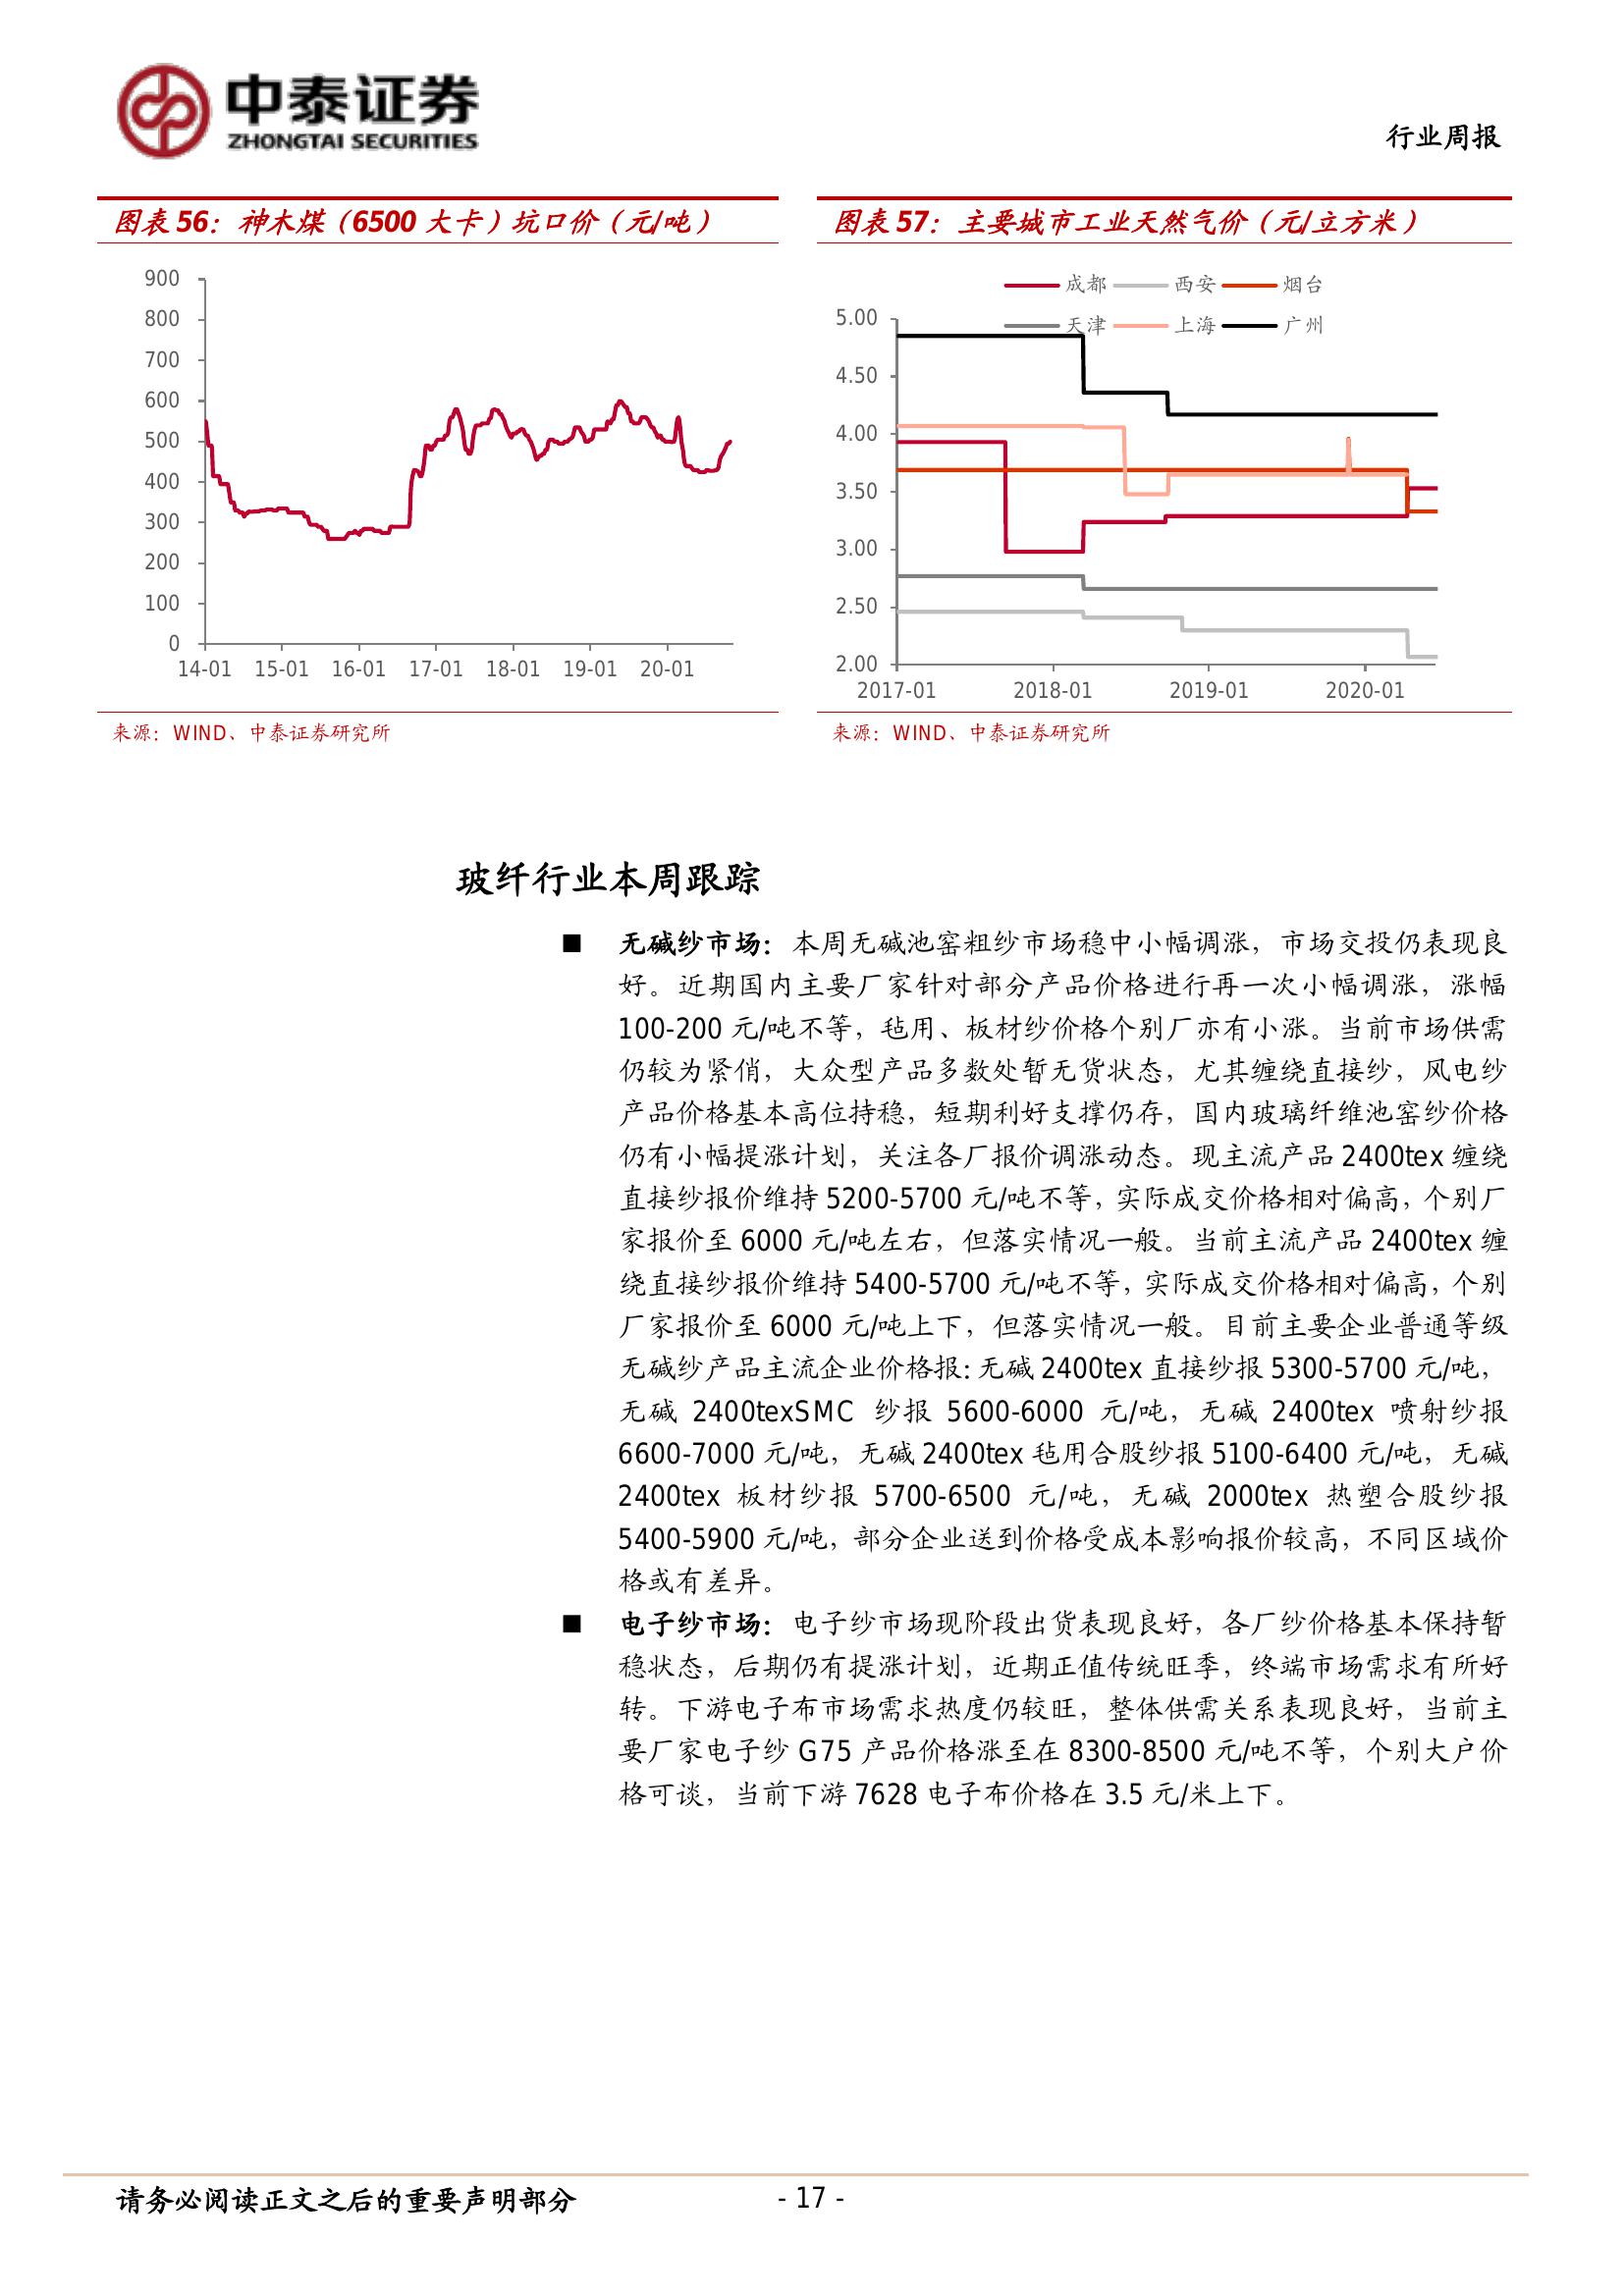 中泰证券
ZHONGTAI SECURITIES
行业周报
图表 56：神木煤（6500 大卡）坑口价（元/吨）
900
800
700
600
500
400
300
200
100
0
14-01 15-01 16-01 17-01 18-01 19-01 20-01
来源：WIND、中泰证券研究所
图表 57：主要城市工业天然气价（元/立方米）
成都 西安 烟台
天津 上海 广州
5.00
4.50
4.00
3.50
3.00
2.50
2.00
2017-01 2018-01 2019-01 2020-01
来源：WIND、中泰证券研究所
玻纤行业本周跟踪
■ 无碱纱市场：本周无碱池窑粗纱市场稳中小幅调涨，市场交投仍表现良
好。近期国内主要厂家针对部分产品价格进行再一次小幅调涨，涨幅
100-200 元/吨不等，毡用、板材纱价格个别厂亦有小涨。当前市场供需
仍较为紧俏，大众型产品多数处暂无货状态，尤其缠绕直接纱，风电纱
产品价格基本高位持稳，短期利好支撑仍存，国内玻璃纤维池窑纱价格
仍有小幅提涨计划，关注各厂报价调涨动态。现主流产品 2400tex 缠绕
直接纱报价维持 5200-5700 元/吨不等，实际成交价格相对偏高，个别厂
家报价至 6000 元/吨左右，但落实情况一般。当前主流产品 2400tex 缠
绕直接纱报价维持 5400-5700 元/吨不等，实际成交价格相对偏高，个别
厂家报价至 6000 元/吨上下，但落实情况一般。目前主要企业普通等级
无碱纱产品主流企业价格报：无碱 2400tex 直接纱报 5300-5700 元/吨，
无碱 2400texSMC 纱报 5600-6000 元/吨，无碱 2400tex 喷射纱报
6600-7000 元/吨，无碱 2400tex 毡用合股纱报 5100-6400 元/吨，无碱
2400tex 板材纱报 5700-6500 元/吨，无碱 2000tex 热塑合股纱报
5400-5900 元/吨，部分企业送到价格受成本影响报价较高，不同区域价
格或有差异。
■ 电子纱市场：电子纱市场现阶段出货表现良好，各厂纱价格基本保持暂
稳状态，后期仍有提涨计划，近期正值传统旺季，终端市场需求有所好
转。下游电子布市场需求热度仍较旺，整体供需关系表现良好，当前主
要厂家电子纱 G75 产品价格涨至在 8300-8500 元/吨不等，个别大户价
格可谈，当前下游 7628 电子布价格在 3.5 元/米上下。
请务必阅读正文之后的重要声明部分
- 17 -